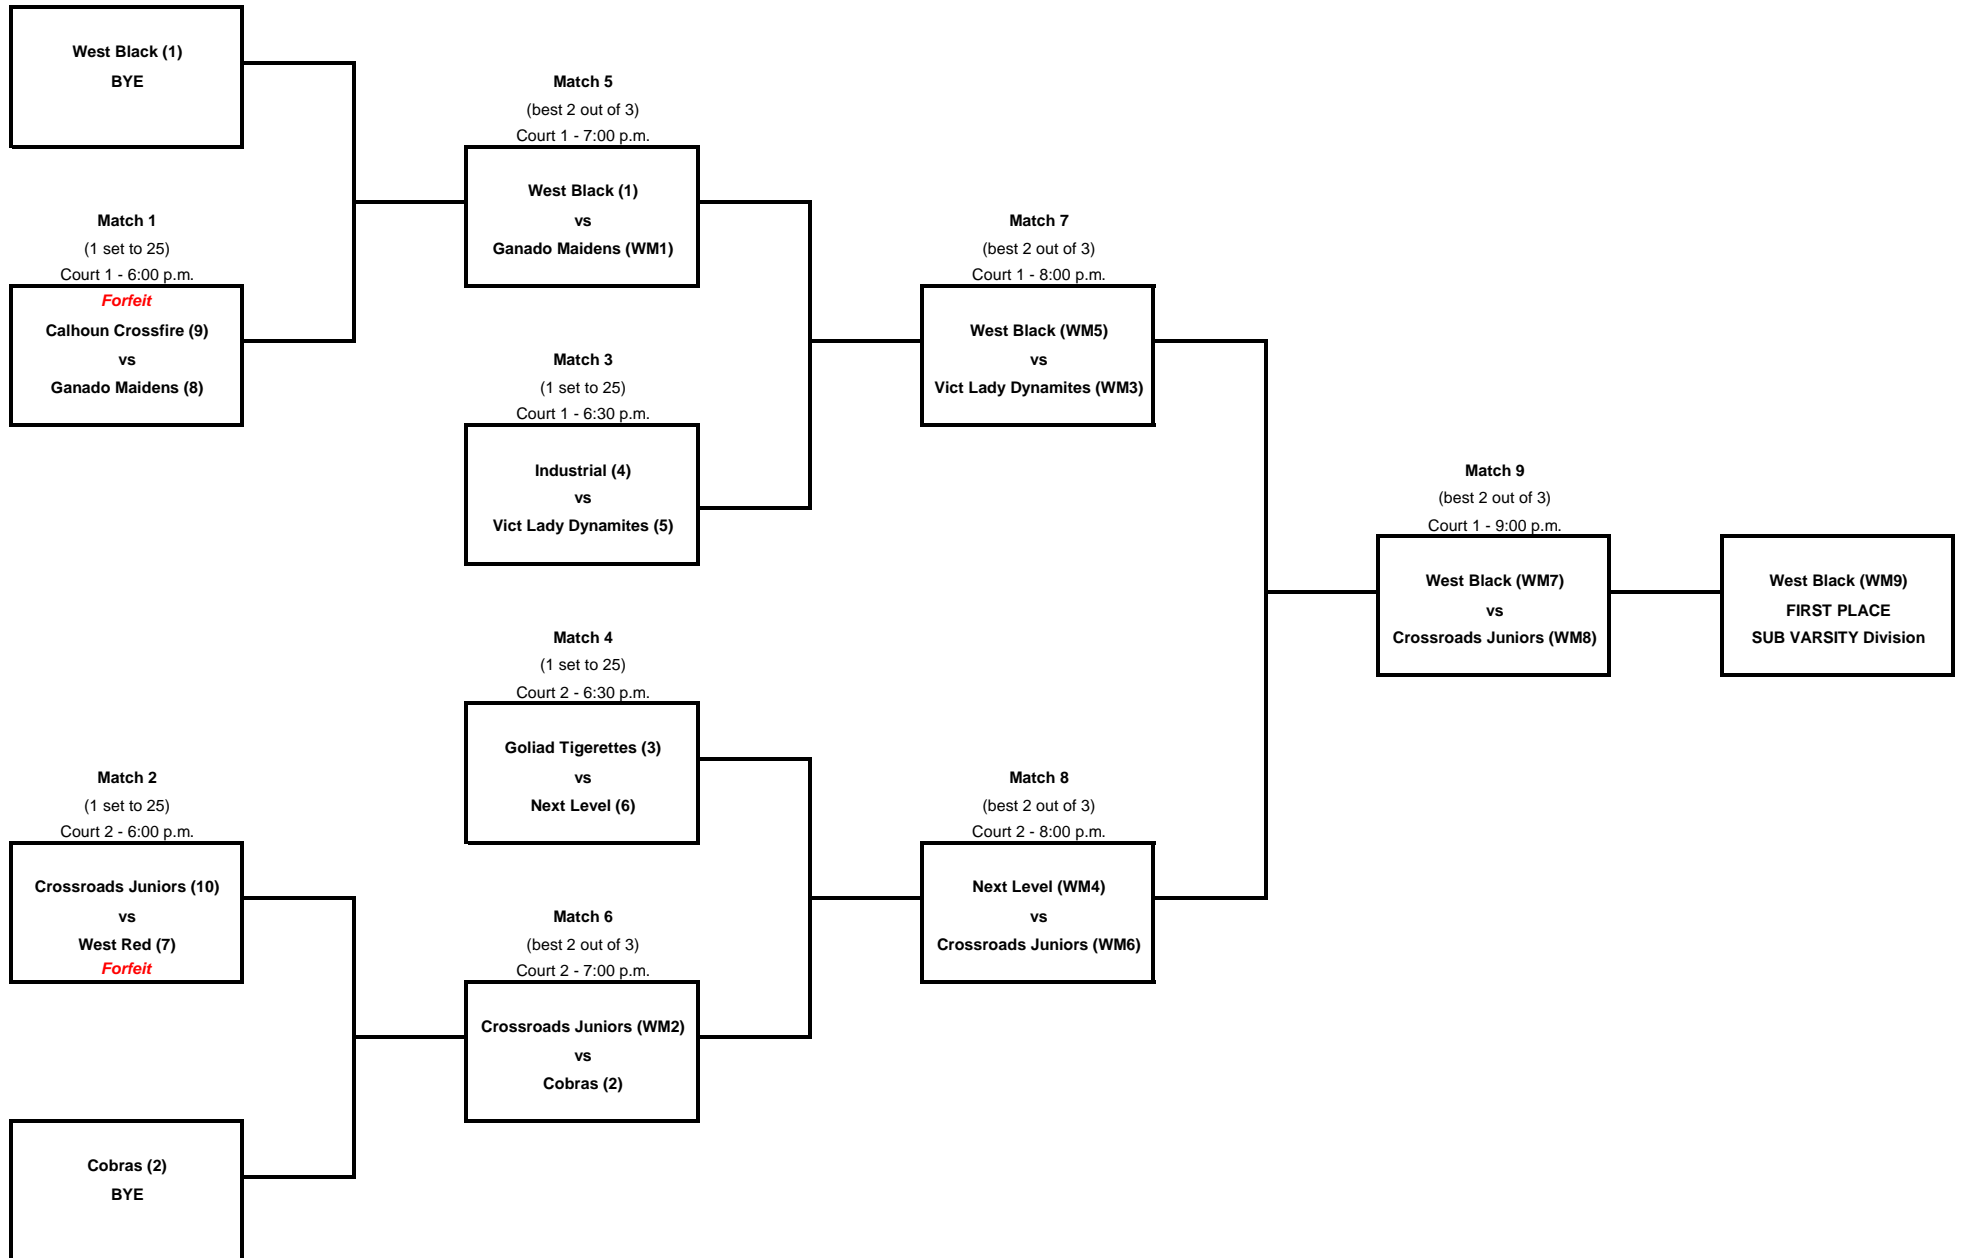 West Black (1)
BYE
Match 1
(1 set to 25)
Court 1 - 6:00 p.m.
Forfeit
Calhoun Crossfire (9)
vs
Ganado Maidens (8)
Match 2
(1 set to 25)
Court 2 - 6:00 p.m.
Crossroads Juniors (10)
vs
West Red (7)
Forfeit
Cobras (2)
BYE
Match 5
(best 2 out of 3)
Court 1 - 7:00 p.m.
West Black (1)
vs
Ganado Maidens (WM1)
Match 3
(1 set to 25)
Court 1 - 6:30 p.m.
Industrial (4)
vs
Vict Lady Dynamites (5)
Match 4
(1 set to 25)
Court 2 - 6:30 p.m.
Goliad Tigerettes (3)
vs
Next Level (6)
Match 6
(best 2 out of 3)
Court 2 - 7:00 p.m.
Crossroads Juniors (WM2)
vs
Cobras (2)
Match 7
(best 2 out of 3)
Court 1 - 8:00 p.m.
West Black (WM5)
vs
Vict Lady Dynamites (WM3)
Match 8
(best 2 out of 3)
Court 2 - 8:00 p.m.
Next Level (WM4)
vs
Crossroads Juniors (WM6)
Match 9
(best 2 out of 3)
Court 1 - 9:00 p.m.
West Black (WM7)
vs
Crossroads Juniors (WM8)
West Black (WM9)
FIRST PLACE
SUB VARSITY Division